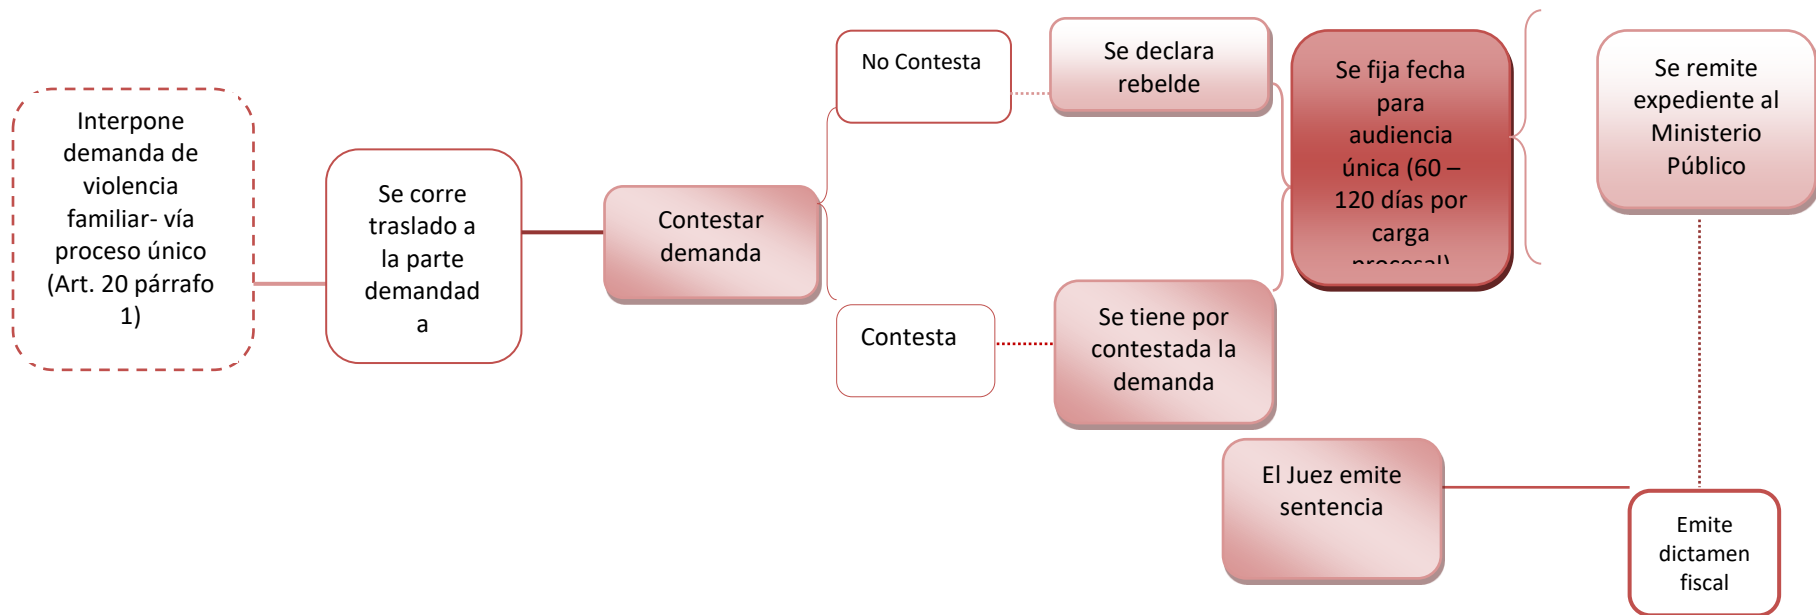 Interpone
demanda de
violencia
familiar- vía
proceso único
(Art. 20 párrafo
1)
Se corre
traslado a
la parte
demandad
a
Contestar
demanda
No Contesta
Contesta
Se declara
rebelde
Se tiene por
contestada la
demanda
Se fija fecha
para
audiencia
única (60 –
120 días por
carga
procesal)
Se remite
expediente al
Ministerio
Público
Emite
dictamen
fiscal
El Juez emite
sentencia